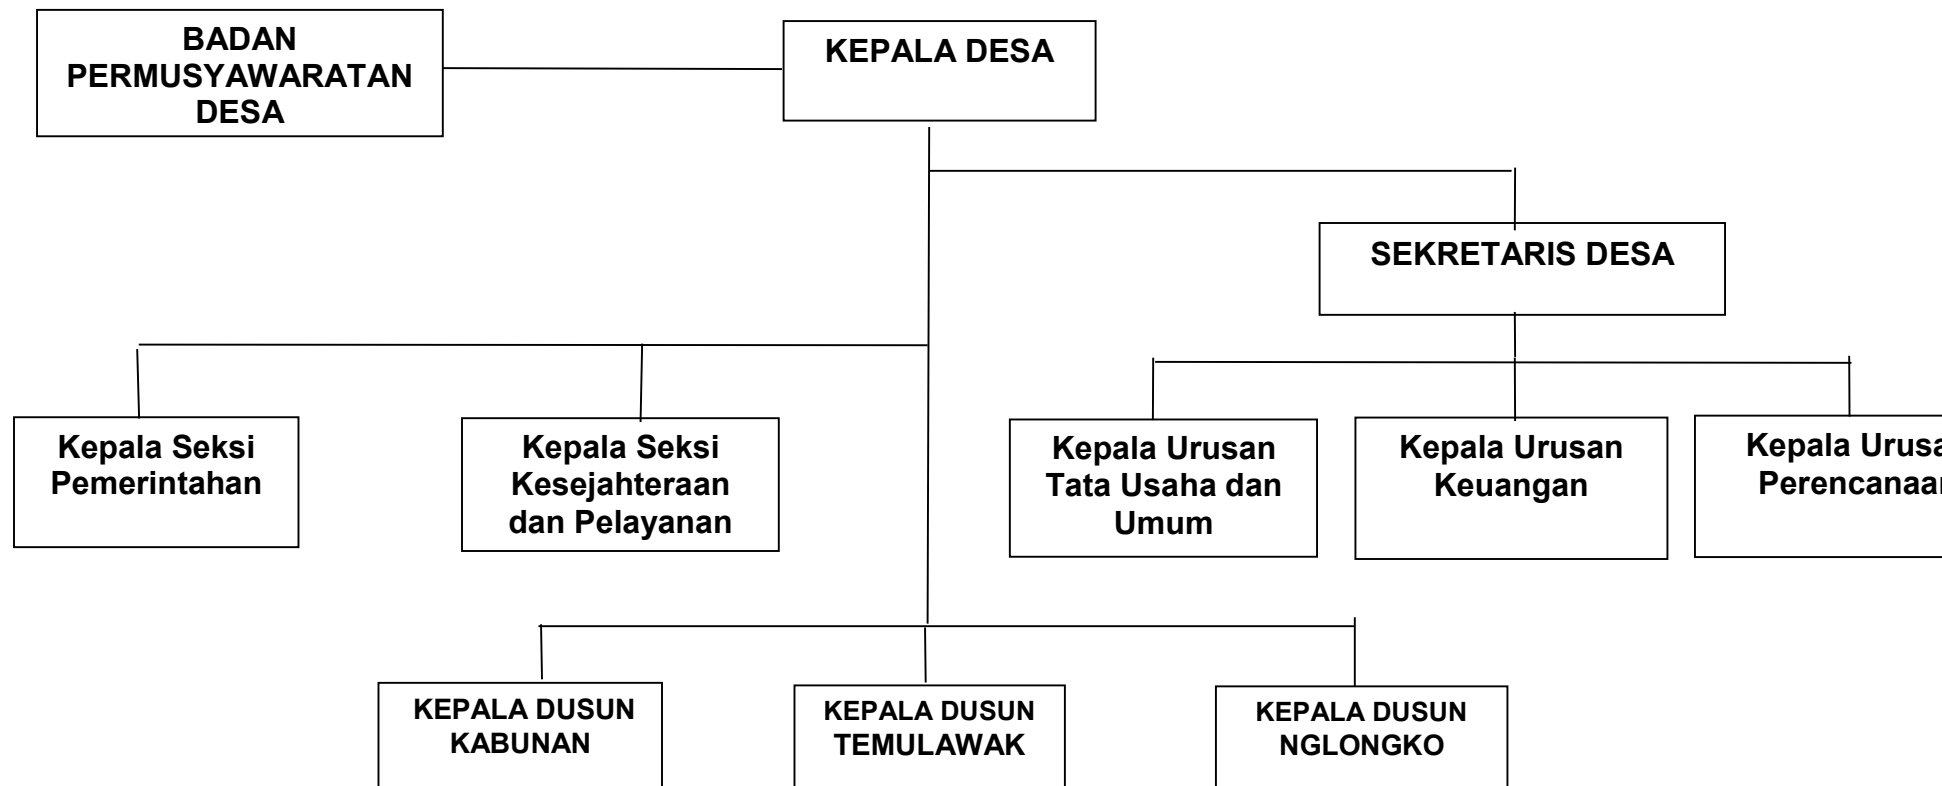 BADAN
PERMUSYAWARATAN
DESA
KEPALA DESA
SEKRETARIS DESA
Kepala Seksi
Pemerintahan
Kepala Seksi
Kesejahteraan
dan Pelayanan
Kepala Urusan
Tata Usaha dan
Umum
Kepala Urusan
Keuangan
Kepala
KEPALA DUSUN
KABUNAN
KEPALA DUSUN
TEMULAWAK
KEPALA DUSUN
NGLONGKO